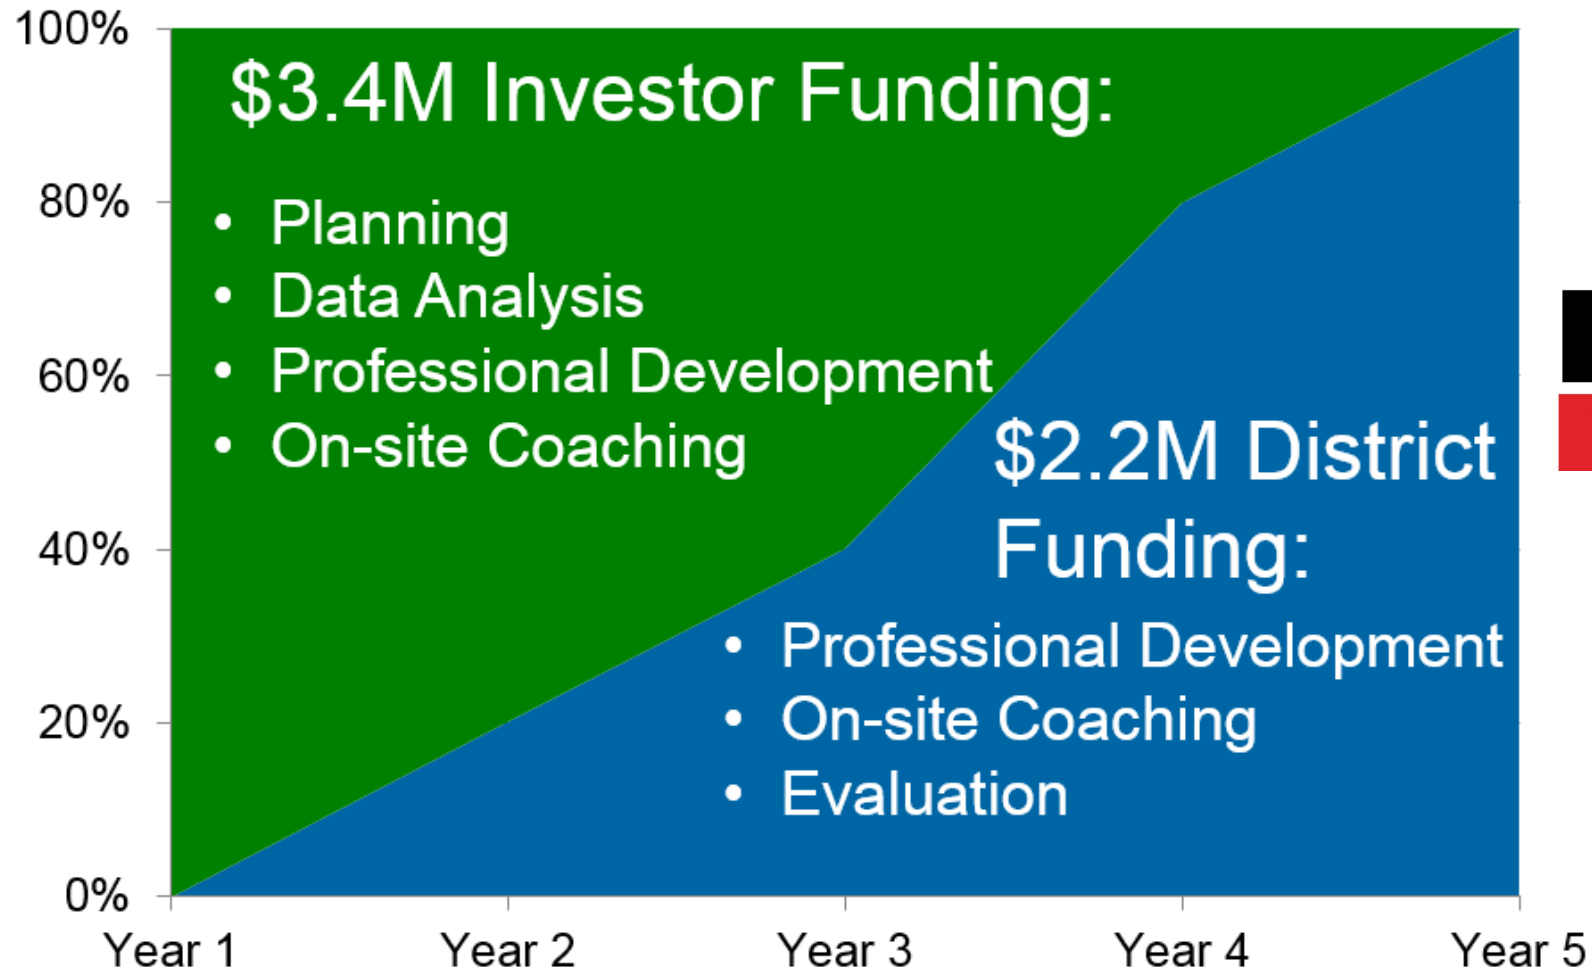 100%
80%
60%
40%
20%
0%
$3.4M Investor Funding:
• Planning
• Data Analysis
• Professional Development
• On-site Coaching
$2.2M District
Funding:
• Professional Development
• On-site Coaching
• Evaluation
Year 1
Year 2
Year 3
Year 4
Year 5